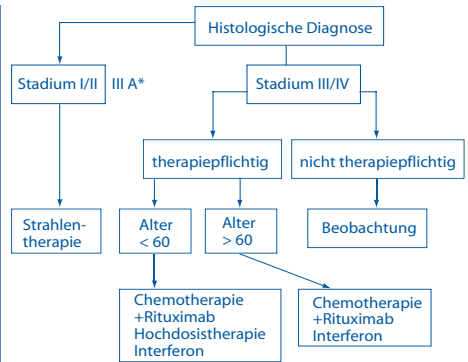 Histologische Diagnose
Stadium I/II III A*
Stadium III/IV
therapiepflichtig
nicht therapiepflichtig
Strahlen-
therapie
Alter
< 60
Alter
> 60
Beobachtung
Chemotherapie
+Rituximab
Hochdosistherapie
Interferon
Chemotherapie
+Rituximab
Interferon